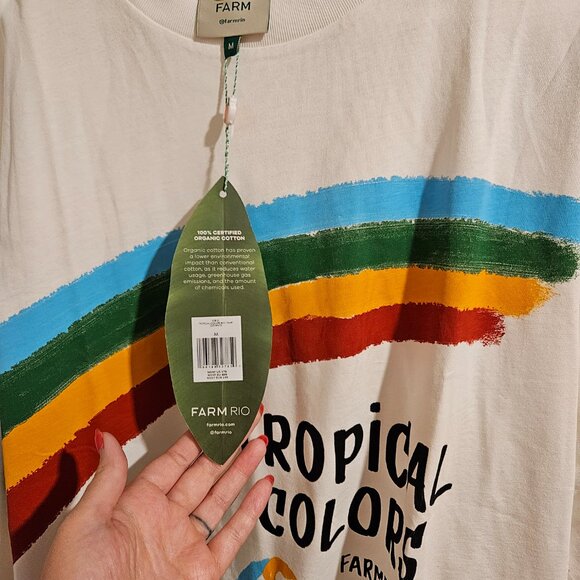 FARM
@farmrio
M
100% CERTIFIED
ORGANIC COTTON
Organic cotton has proven
a lower environmental
impact than conventional
cotton, as it reduces water
usage, greenhouse gas
emissions, and the amount
of chemicals used.
M
FARM RIO
farmrio.com
@farmrio
TROPICAL
COLORS
FARM